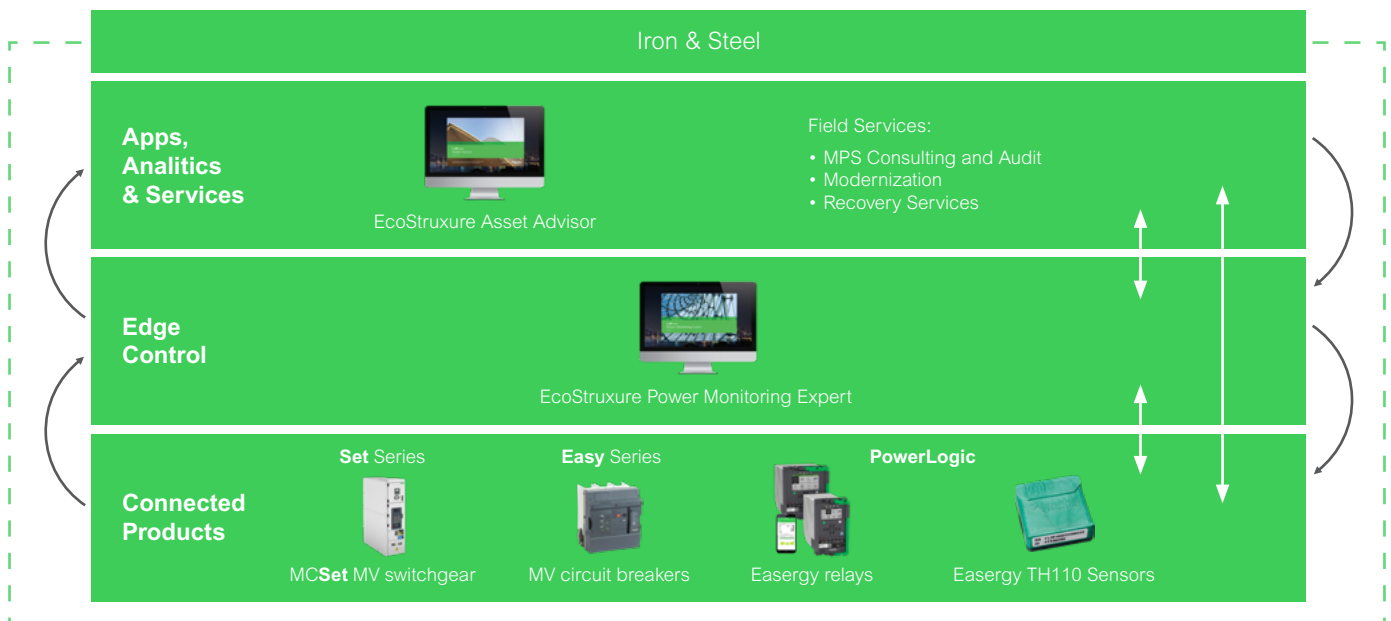 Iron & Steel
Apps,
Analitics
& Services
EcoStruxure Asset Advisor
Field Services:
• MPS Consulting and Audit
• Modernization
• Recovery Services
Edge
Control
EcoStruxure Power Monitoring Expert
Connected
Products
Set Series
Easy Series
PowerLogic
MCSet MV switchgear
MV circuit breakers
Easergy relays
Easergy TH110 Sensors